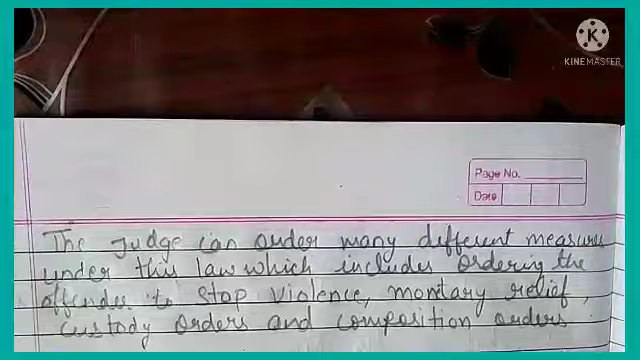 KINEMASTER
Page No.
Date
The Judge can order many different measures
under this law which includes ordering the
offender to stop violence, montary relief,
custody orders and composition orders.